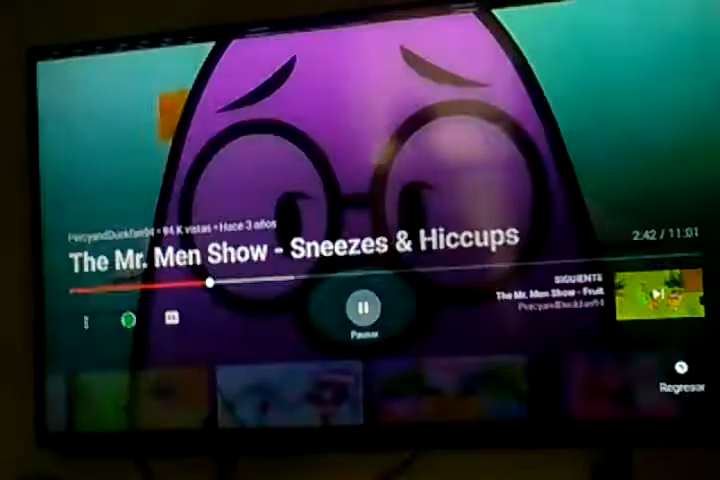 PercyandDuckfan94 • 94 K vistas • Hace 3 años
The Mr. Men Show - Sneezes & Hiccups
2:42 / 11:01
SIGUIENTE
The Mr. Men Show - Fruit
PercyandDuckfan94
Pausar
Regresar